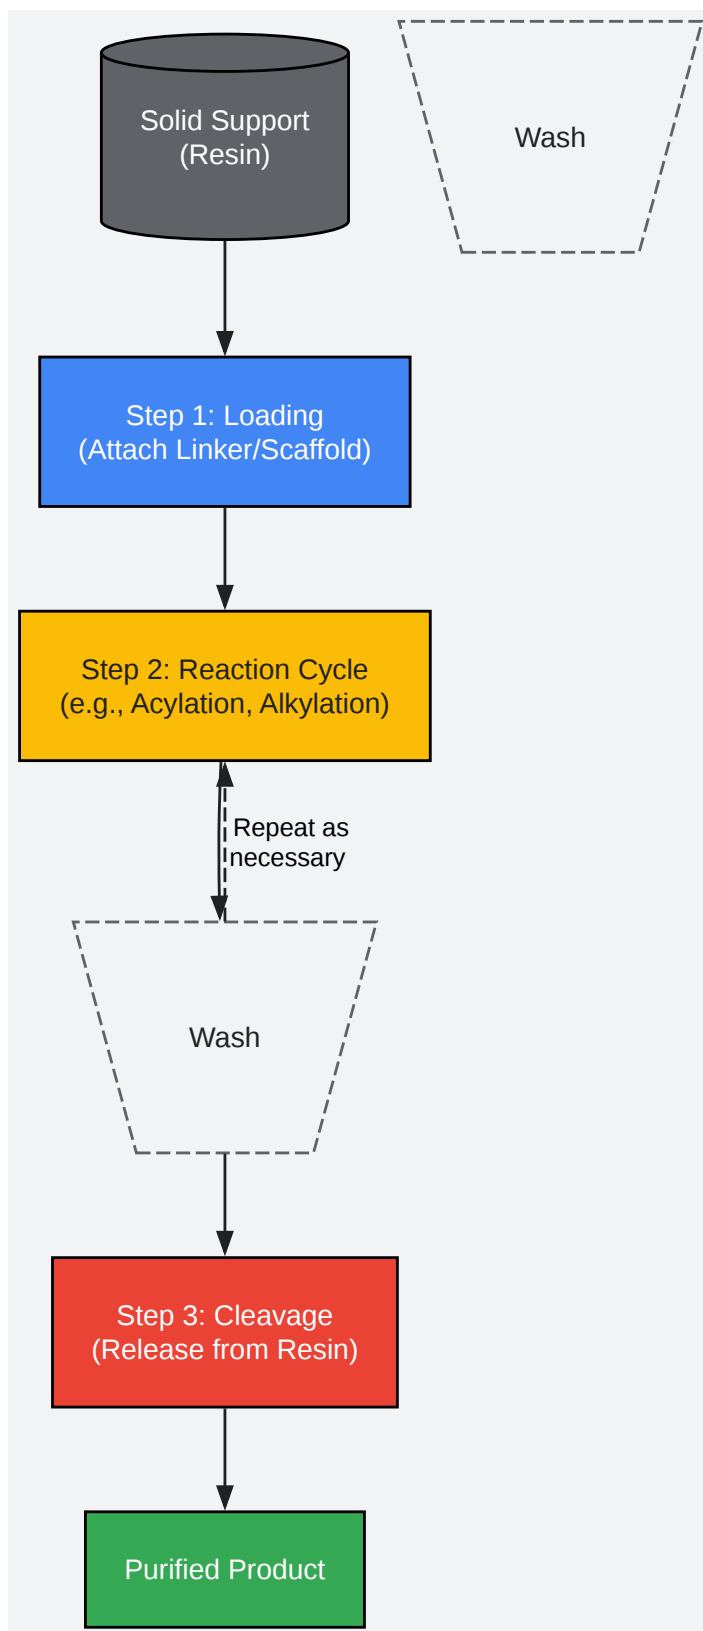 Solid Support
(Resin)
Wash
Step 1: Loading
(Attach Linker/Scaffold)
Step 2: Reaction Cycle
(e.g., Acylation, Alkylation)
Repeat as
necessary
Wash
Step 3: Cleavage
(Release from Resin)
Purified Product